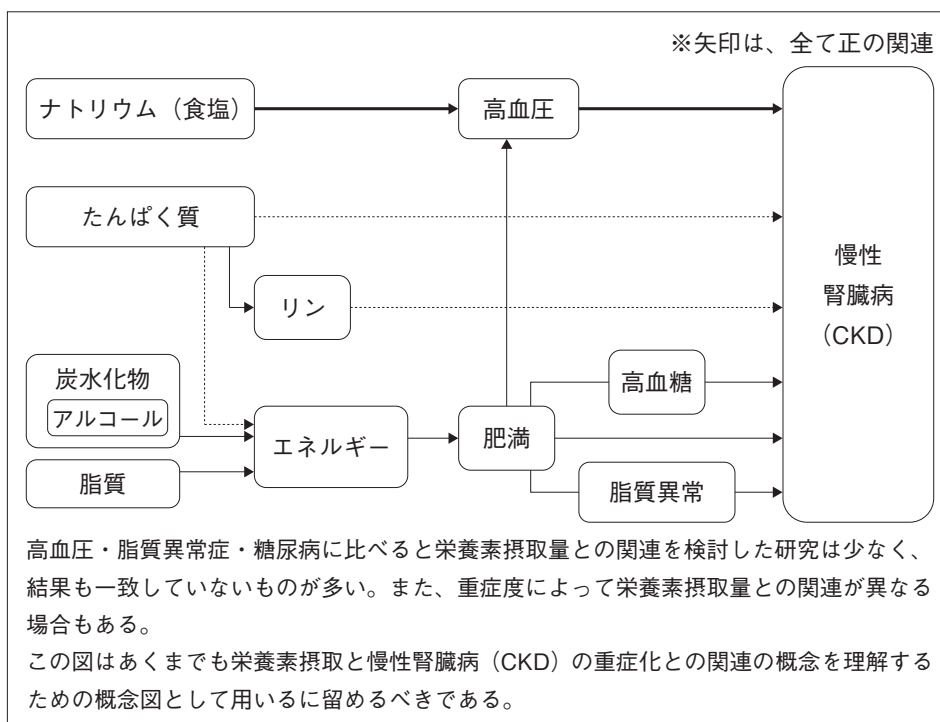 ※矢印は、全て正の関連
ナトリウム（食塩）
高血圧
たんぱく質
リン
慢性
腎臓病
（CKD）
炭水化物
アルコール
高血糖
エネルギー
肥満
脂質
脂質異常
高血圧・脂質異常症・糖尿病に比べると栄養素摂取量との関連を検討した研究は少なく、
結果も一致していないものが多い。また、重症度によって栄養素摂取量との関連が異なる
場合もある。
この図はあくまでも栄養素摂取と慢性腎臓病（CKD）の重症化との関連の概念を理解する
ための概念図として用いるに留めるべきである。